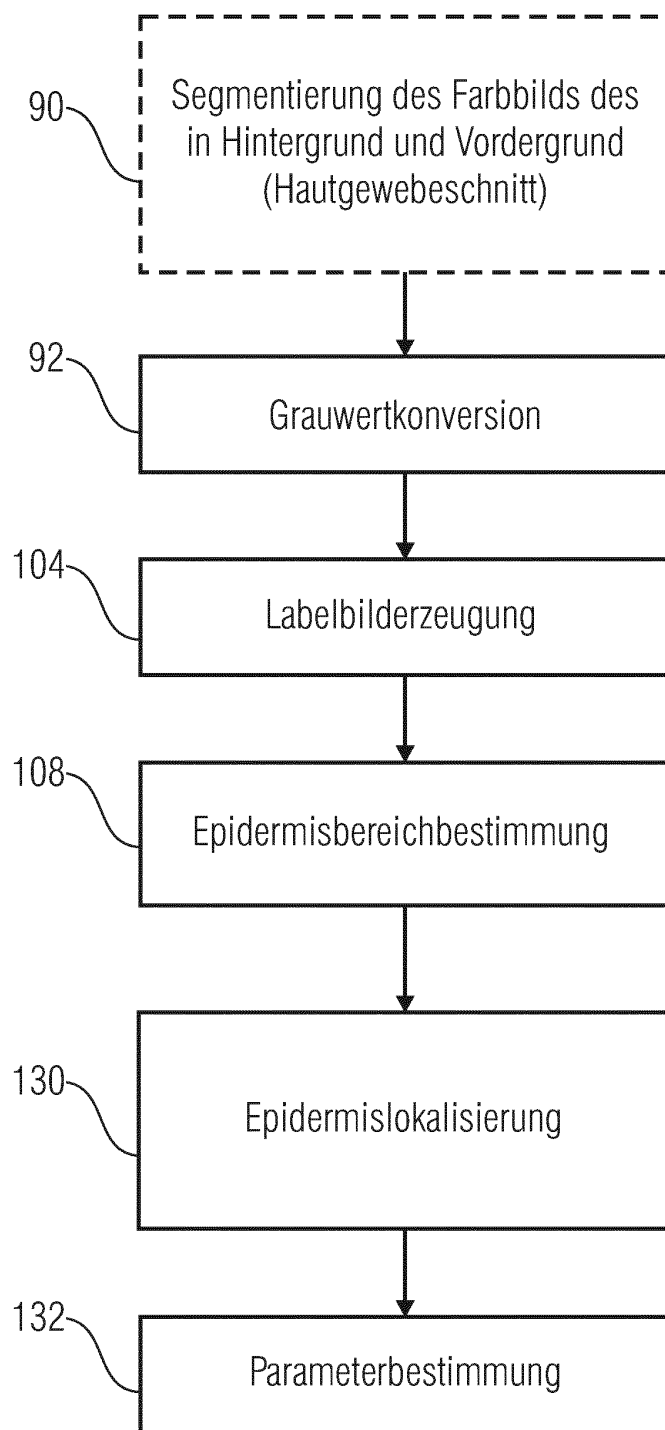 90
Segmentierung des Farbbilds des
in Hintergrund und Vordergrund
(Hautgewebeschnitt)
92
Grauwertkonversion
104
Labelbilderzeugung
108
Epidermisbereichbestimmung
130
Epidermislokalisierung
132
Parameterbestimmung